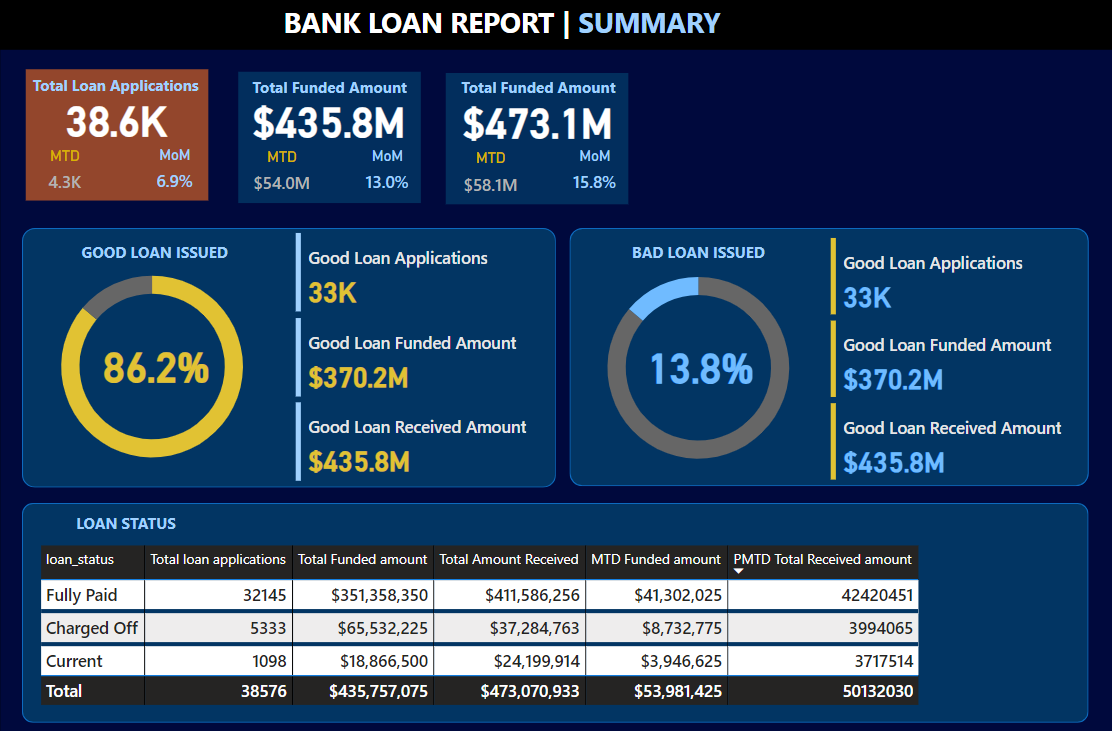 BANK LOAN REPORT | SUMMARY
Total Loan Applications
38.6K
MTD MoM
4.3K 6.9%
Total Funded Amount
$435.8M
MTD MoM
$54.0M 13.0%
Total Funded Amount
$473.1M
MTD MoM
$58.1M 15.8%
GOOD LOAN ISSUED
86.2%
Good Loan Applications
33K
Good Loan Funded Amount
$370.2M
Good Loan Received Amount
$435.8M
BAD LOAN ISSUED
13.8%
Good Loan Applications
33K
Good Loan Funded Amount
$370.2M
Good Loan Received Amount
$435.8M
LOAN STATUS
loan_status Total loan applications Total Funded amount Total Amount Received MTD Funded amount PMTD Total Received amount
Fully Paid 32145 $351,358,350 $411,586,256 $41,302,025 42420451
Charged Off 5333 $65,532,225 $37,284,763 $8,732,775 3994065
Current 1098 $18,866,500 $24,199,914 $3,946,625 3717514
Total 38576 $435,757,075 $473,070,933 $53,981,425 50132030